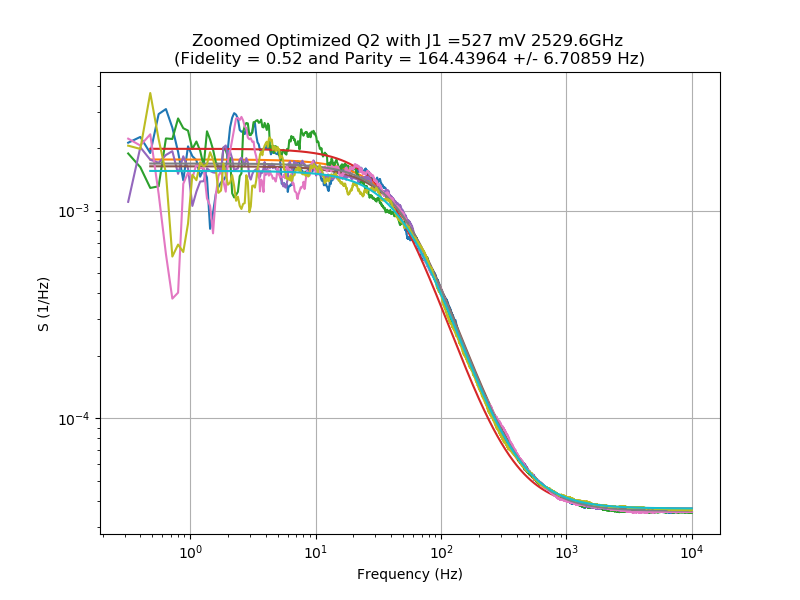 Zoomed Optimized Q2 with J1 =527 mV 2529.6GHz
(Fidelity = 0.52 and Parity = 164.43964 +/- 6.70859 Hz)
S (1/Hz)
10⁻³
10⁻⁴
10⁰ 10¹ 10² 10³ 10⁴
Frequency (Hz)